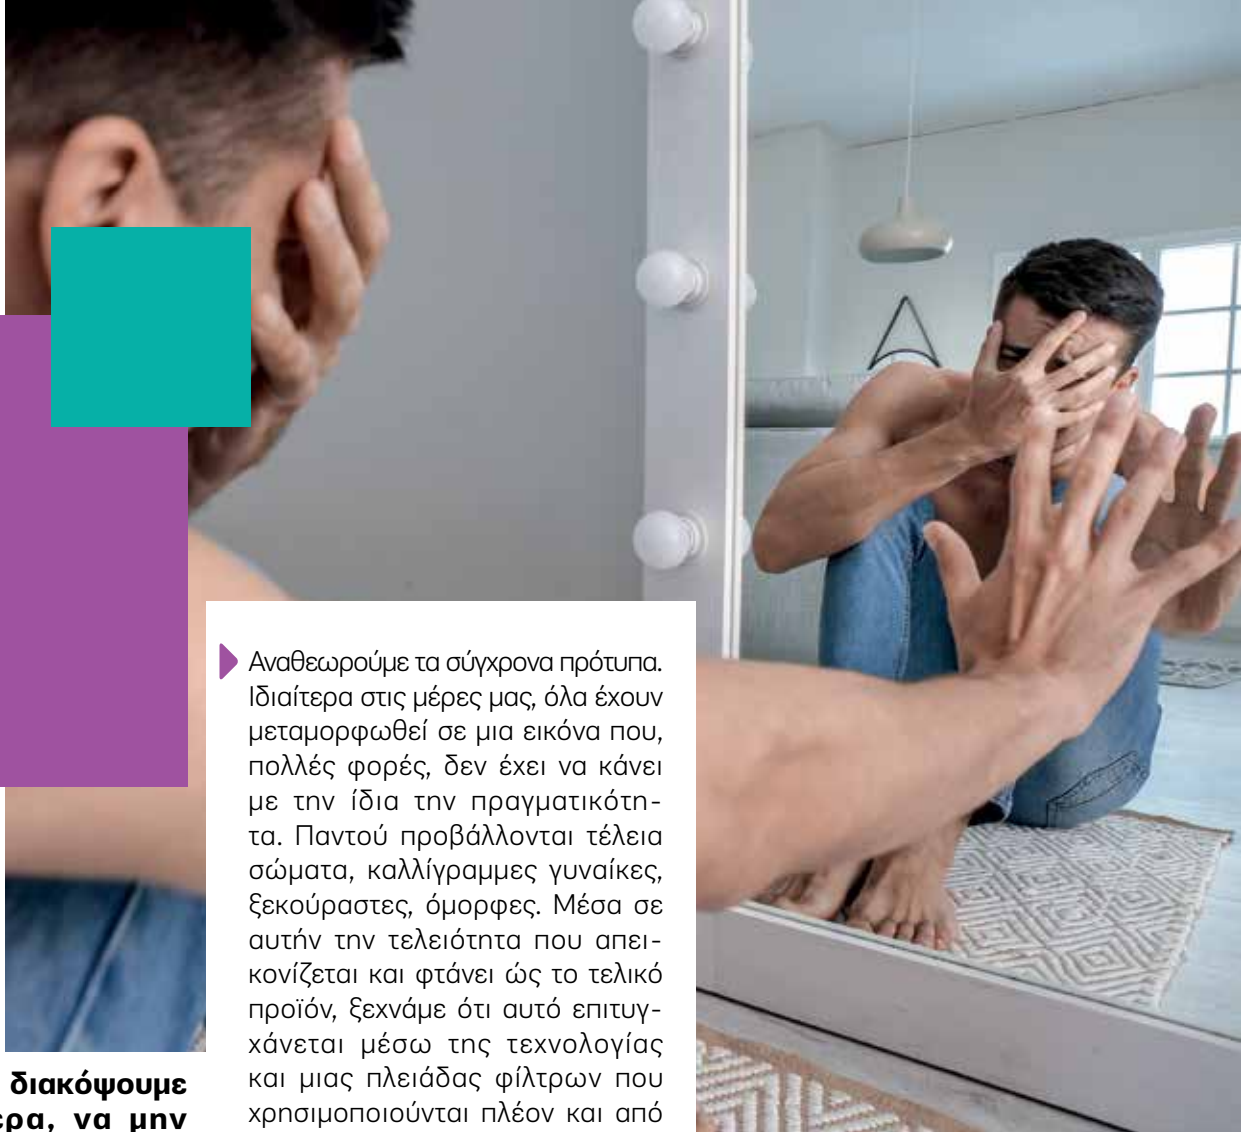 Αναθεωρούμε τα σύγχρονα πρότυπα.
Ιδιαίτερα στις μέρες μας, όλα έχουν
μεταμορφωθεί σε μια εικόνα που,
πολλές φορές, δεν έχει να κάνει
με την ίδια την πραγματικότη-
τα. Παντού προβάλλονται τέλεια
σώματα, καλλίγραμμες γυναίκες,
ξεκούραστες, όμορφες. Μέσα σε
αυτήν την τελειότητα που απει-
κονίζεται και φτάνει ώς το τελικό
προϊόν, ξεχνάμε ότι αυτό επιτυγ-
χάνεται μέσω της τεχνολογίας
και μιας πλειάδας φίλτρων που
χρησιμοποιούνται πλέον και από
διακόψουμε
να μην